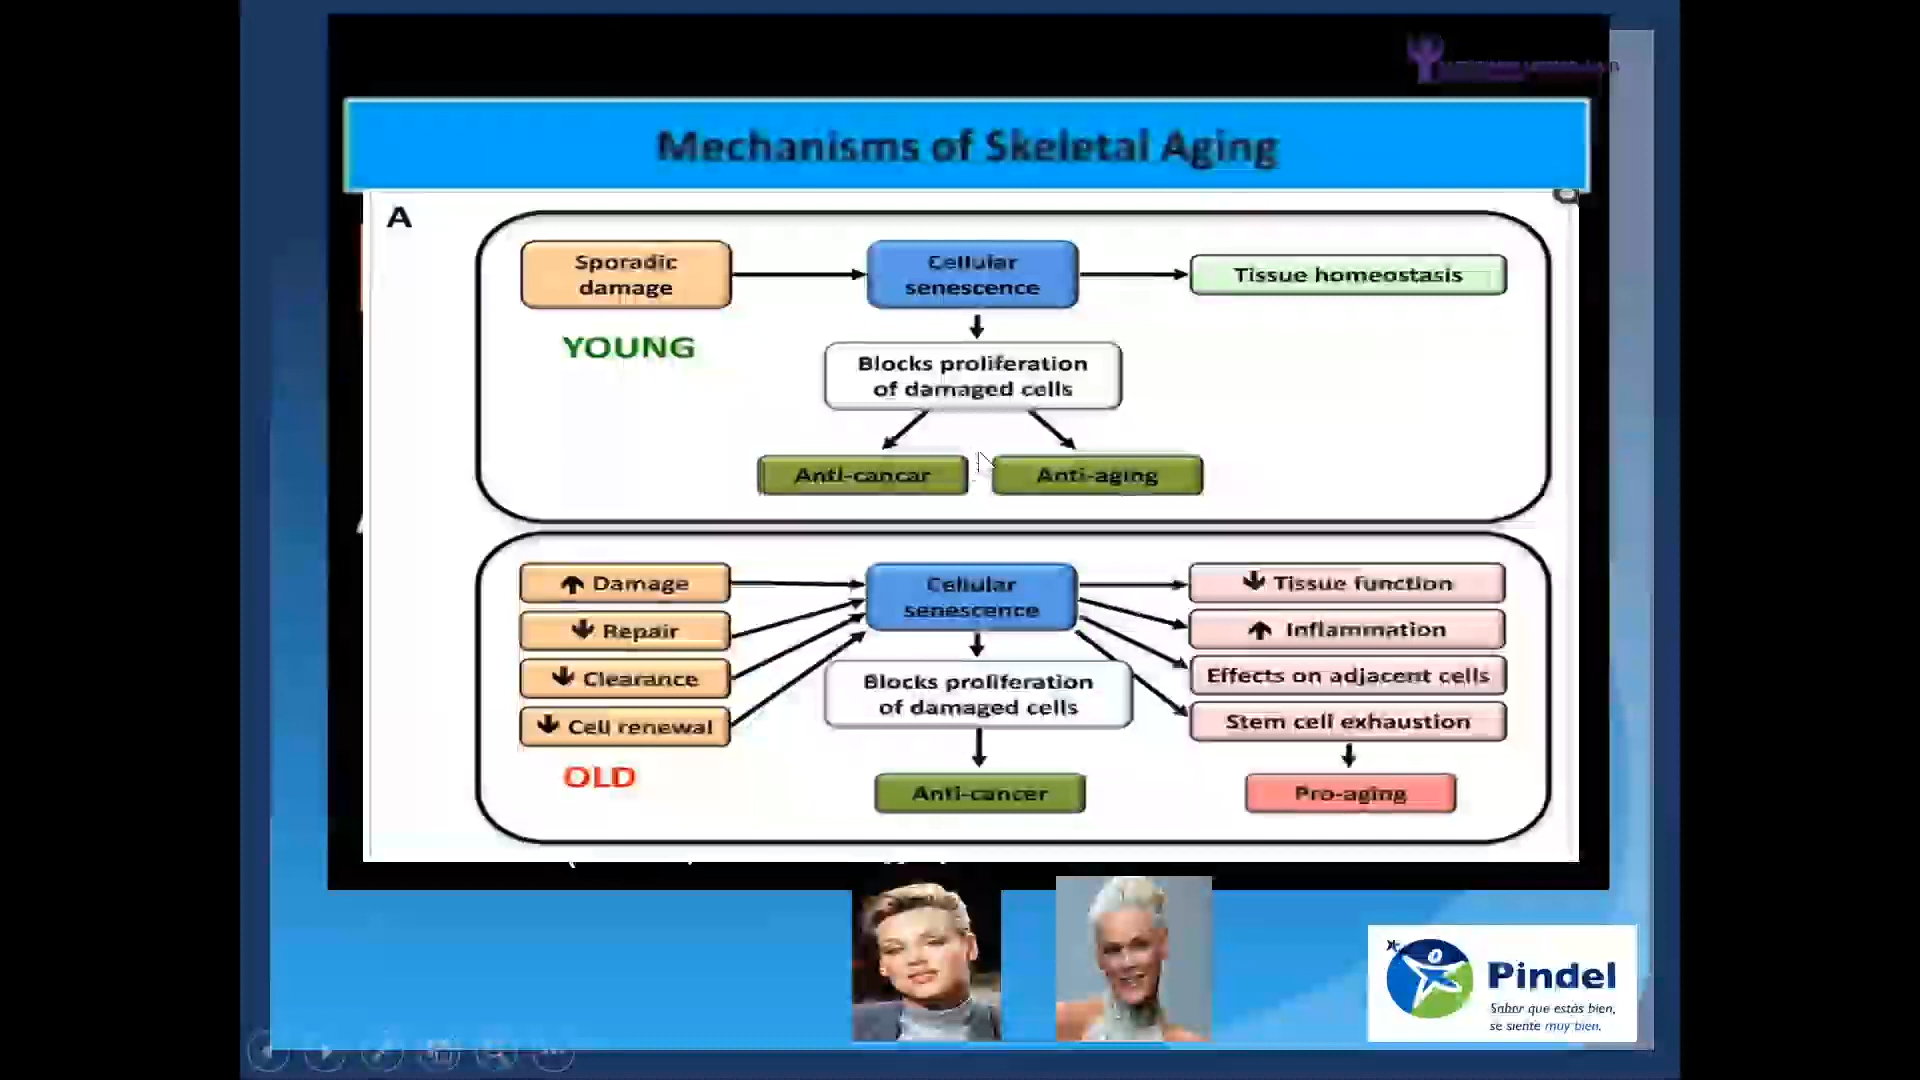 Mechanisms of Skeletal Aging
A
Sporadic
damage
Cellular
senescence
Tissue homeostasis
YOUNG
Blocks proliferation
of damaged cells
Anti-cancar
Anti-aging
↑ Damage
↓ Repair
↓ Clearance
↓ Cell renewal
Cellular
senescence
↓ Tissue function
↑ Inflammation
Effects on adjacent cells
Stem cell exhaustion
Blocks proliferation
of damaged cells
OLD
Anti-cancer
Pro-aging
Pindel
Saber que estás bien,
se siente muy bien.